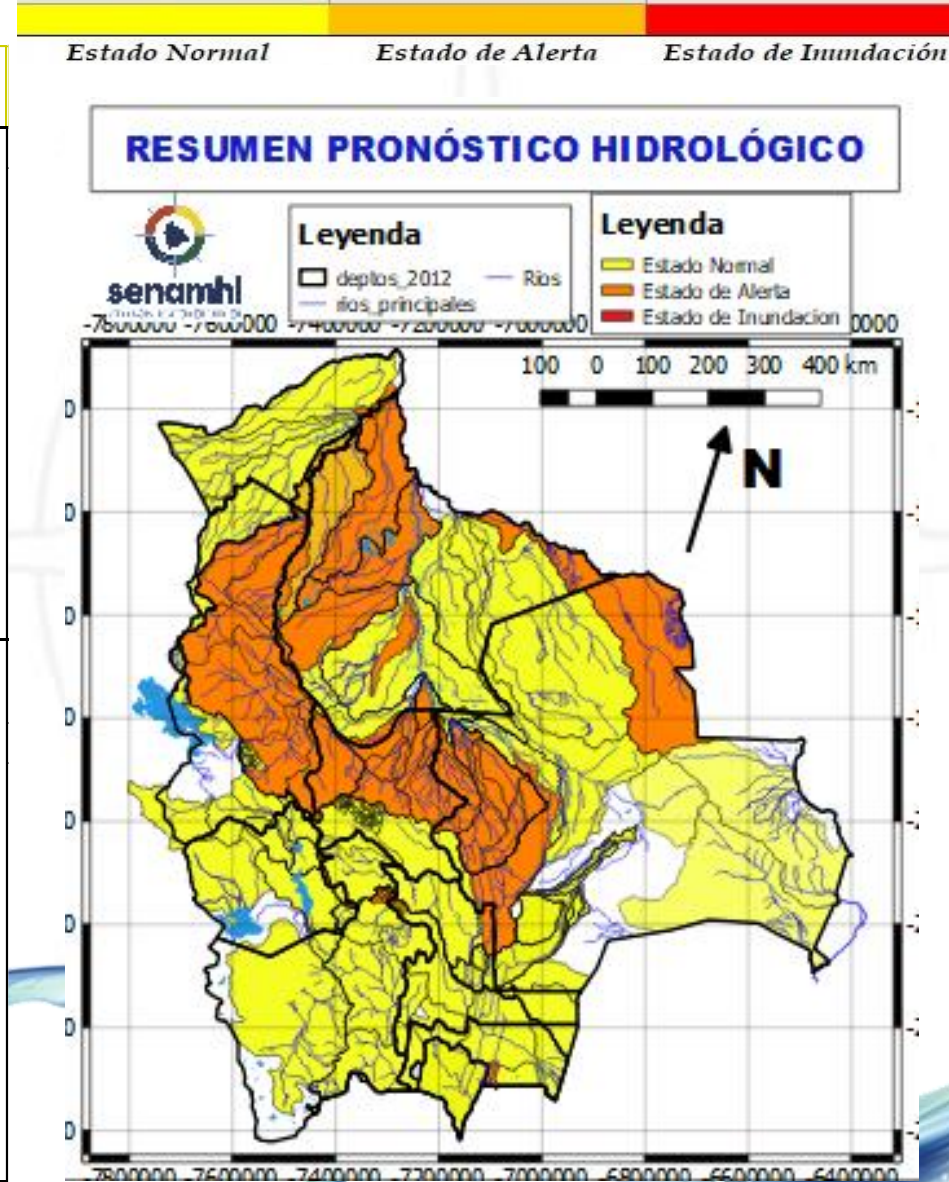 Estado Normal Estado de Alerta Estado de Inundación
RESUMEN PRONÓSTICO HIDROLÓGICO
senamhi
Leyenda
deptos_2012 Rios
rios_principales
Leyenda
Estado Normal
Estado de Alerta
Estado de Inundacion
-7800000 -7600000 -7400000 -7200000 -7000000
100 0 100 200 300 400 km
N
-7800000 -7600000 -7400000 -7200000 -7000000 -6800000 -6600000 -6400000